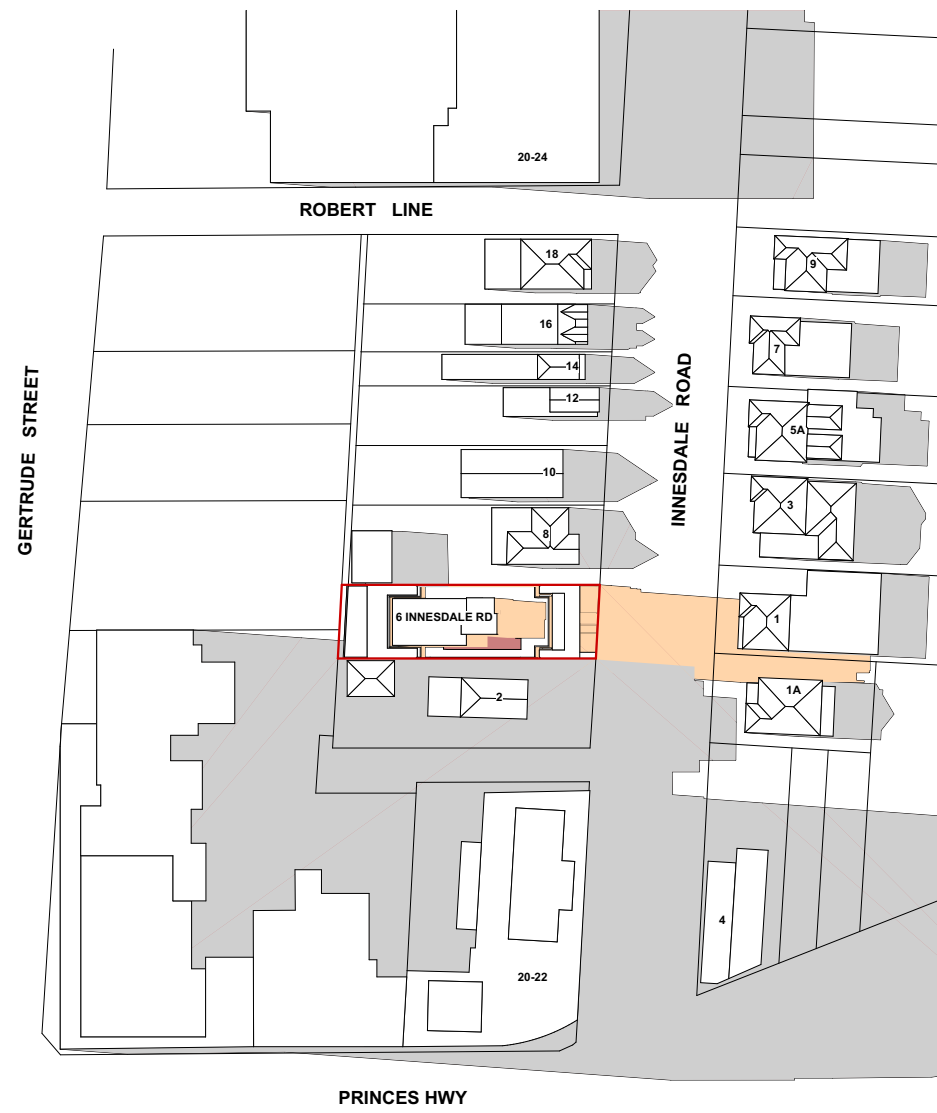 20-24
ROBERT LINE
18
9
16
7
14
12
5A
GERTRUDE STREET
INNESDALE ROAD
10
3
8
6 INNESDALE RD
1
1A
2
4
20-22
PRINCES HWY